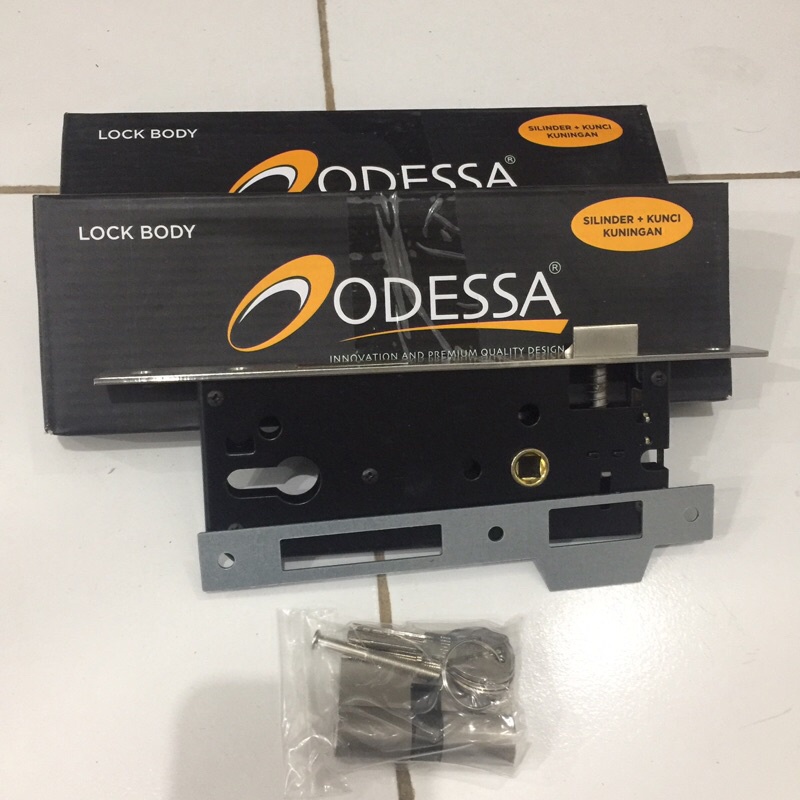 LOCK BODY
SILINDER + KUNCI
KUNINGAN
ODESSA®
LOCK BODY
SILINDER + KUNCI
KUNINGAN
ODESSA®
INNOVATION AND PREMIUM QUALITY DESIGN